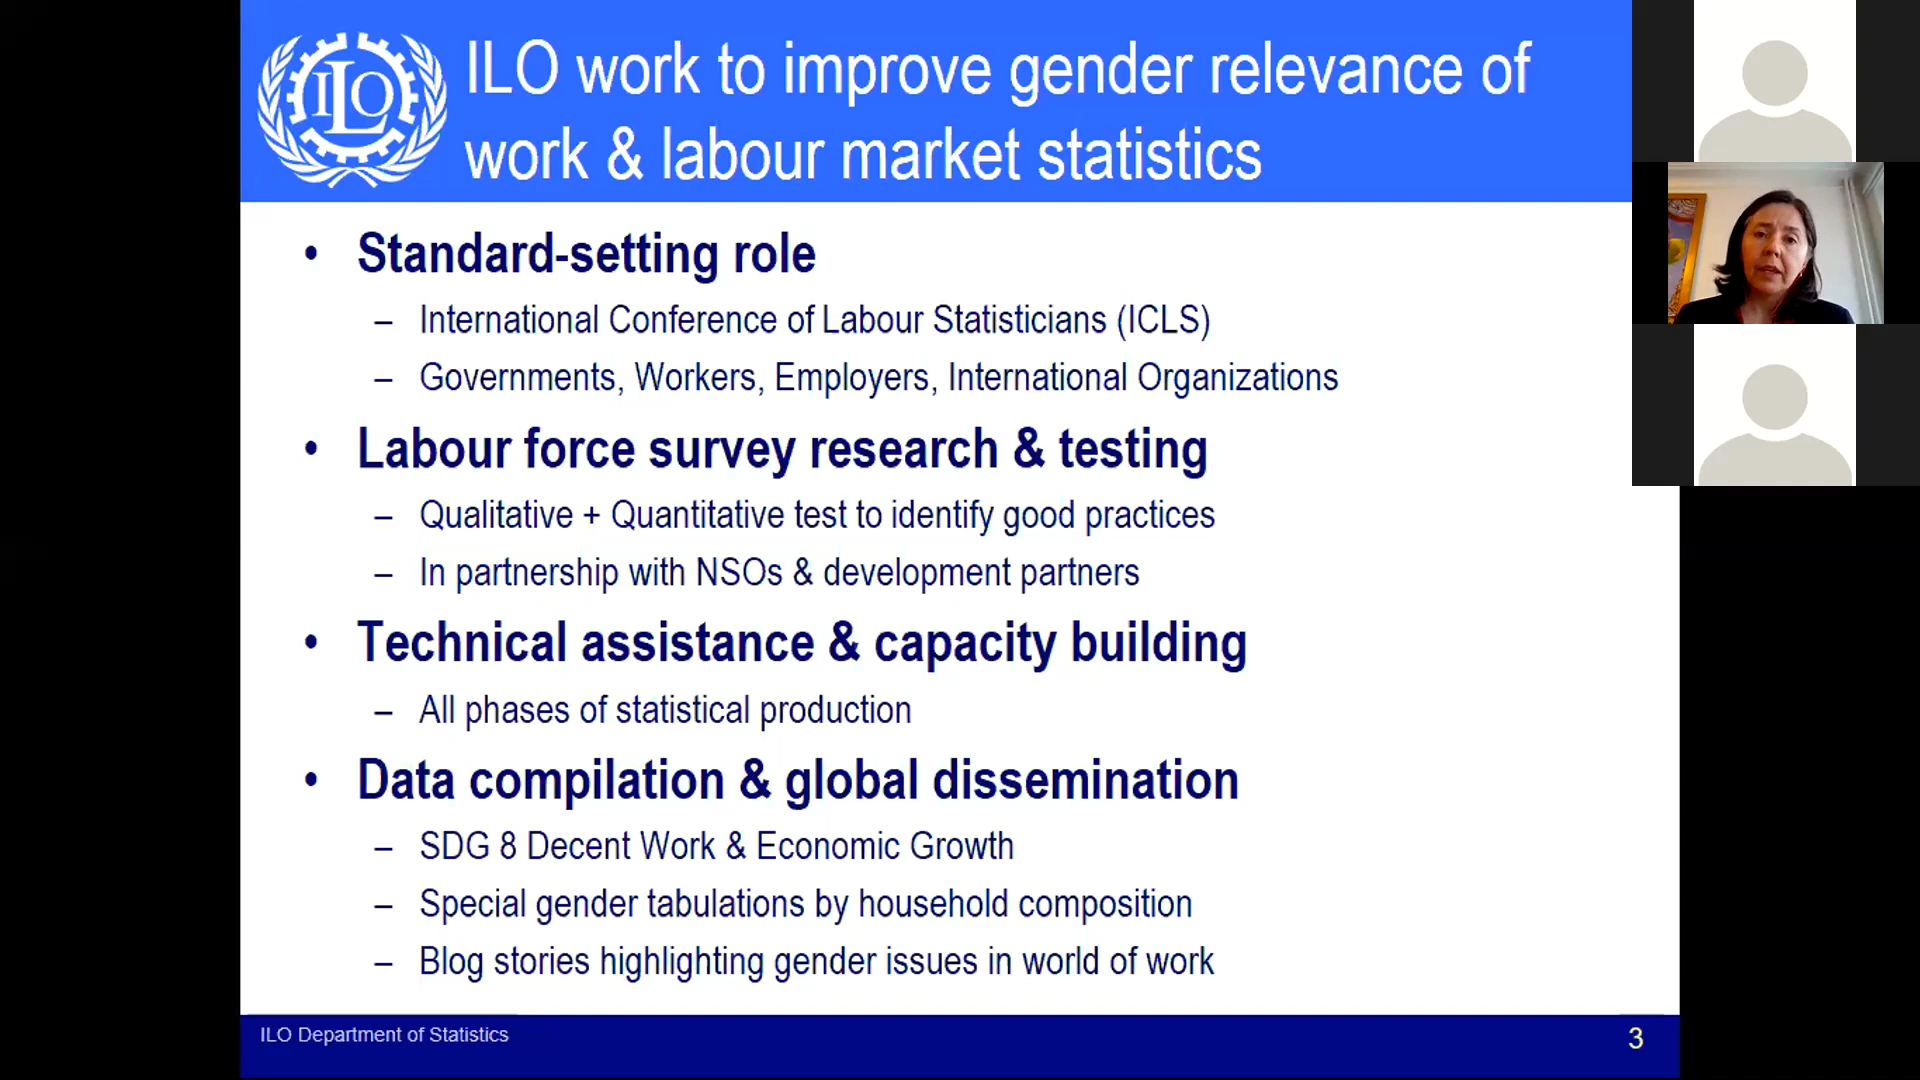 ILO
ILO work to improve gender relevance of
work & labour market statistics
• Standard-setting role
– International Conference of Labour Statisticians (ICLS)
– Governments, Workers, Employers, International Organizations
• Labour force survey research & testing
– Qualitative + Quantitative test to identify good practices
– In partnership with NSOs & development partners
• Technical assistance & capacity building
– All phases of statistical production
• Data compilation & global dissemination
– SDG 8 Decent Work & Economic Growth
– Special gender tabulations by household composition
– Blog stories highlighting gender issues in world of work
ILO Department of Statistics
3